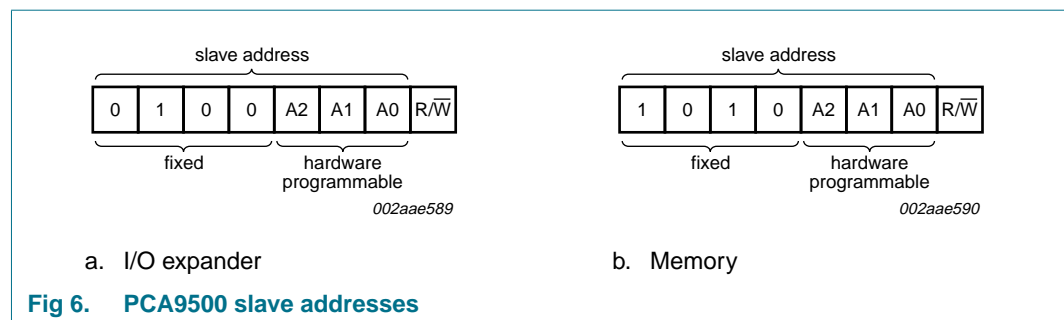 slave address
0 1 0 0 A2 A1 A0 R/W̅
fixed
hardware
programmable
002aae589
a. I/O expander
slave address
1 0 1 0 A2 A1 A0 R/W̅
fixed
hardware
programmable
002aae590
b. Memory
Fig 6. PCA9500 slave addresses